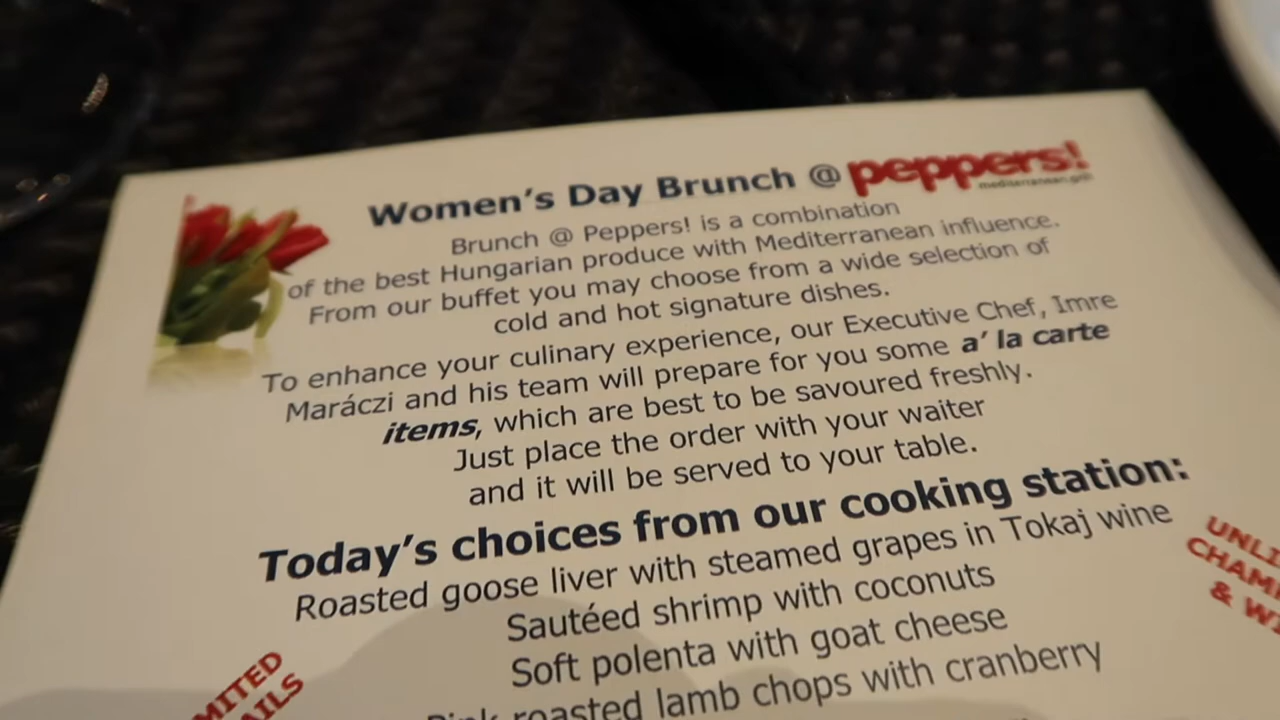 Women's Day Brunch @ peppers!
mediterranean grill
Brunch @ Peppers! is a combination
of the best Hungarian produce with Mediterranean influence.
From our buffet you may choose from a wide selection of
cold and hot signature dishes.
To enhance your culinary experience, our Executive Chef, Imre
Maráczi and his team will prepare for you some a' la carte
items, which are best to be savoured freshly.
Just place the order with your waiter
and it will be served to your table.
Today's choices from our cooking station:
Roasted goose liver with steamed grapes in Tokaj wine
Sautéed shrimp with coconuts
Soft polenta with goat cheese
Pink roasted lamb chops with cranberry
UNLI
CHAM
& W
MITED
AILS